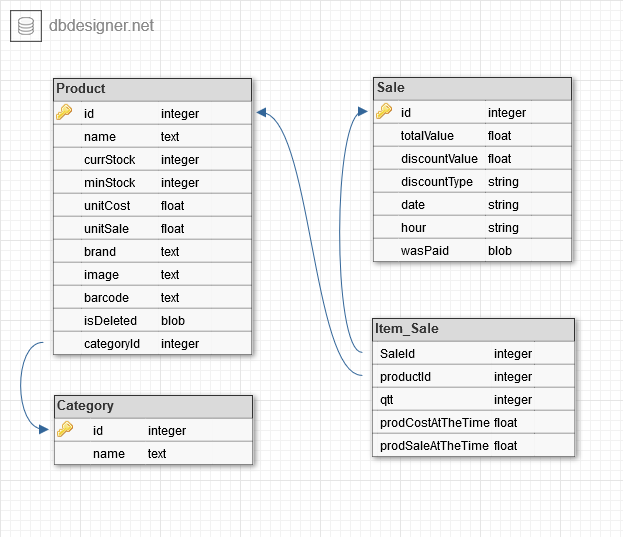 dbdesigner.net
Product
id integer
name text
currStock integer
minStock integer
unitCost float
unitSale float
brand text
image text
barcode text
isDeleted blob
categoryId integer
Category
id integer
name text
Sale
id integer
totalValue float
discountValue float
discountType string
date string
hour string
wasPaid blob
Item_Sale
SaleId integer
productId integer
qtt integer
prodCostAtTheTime float
prodSaleAtTheTime float